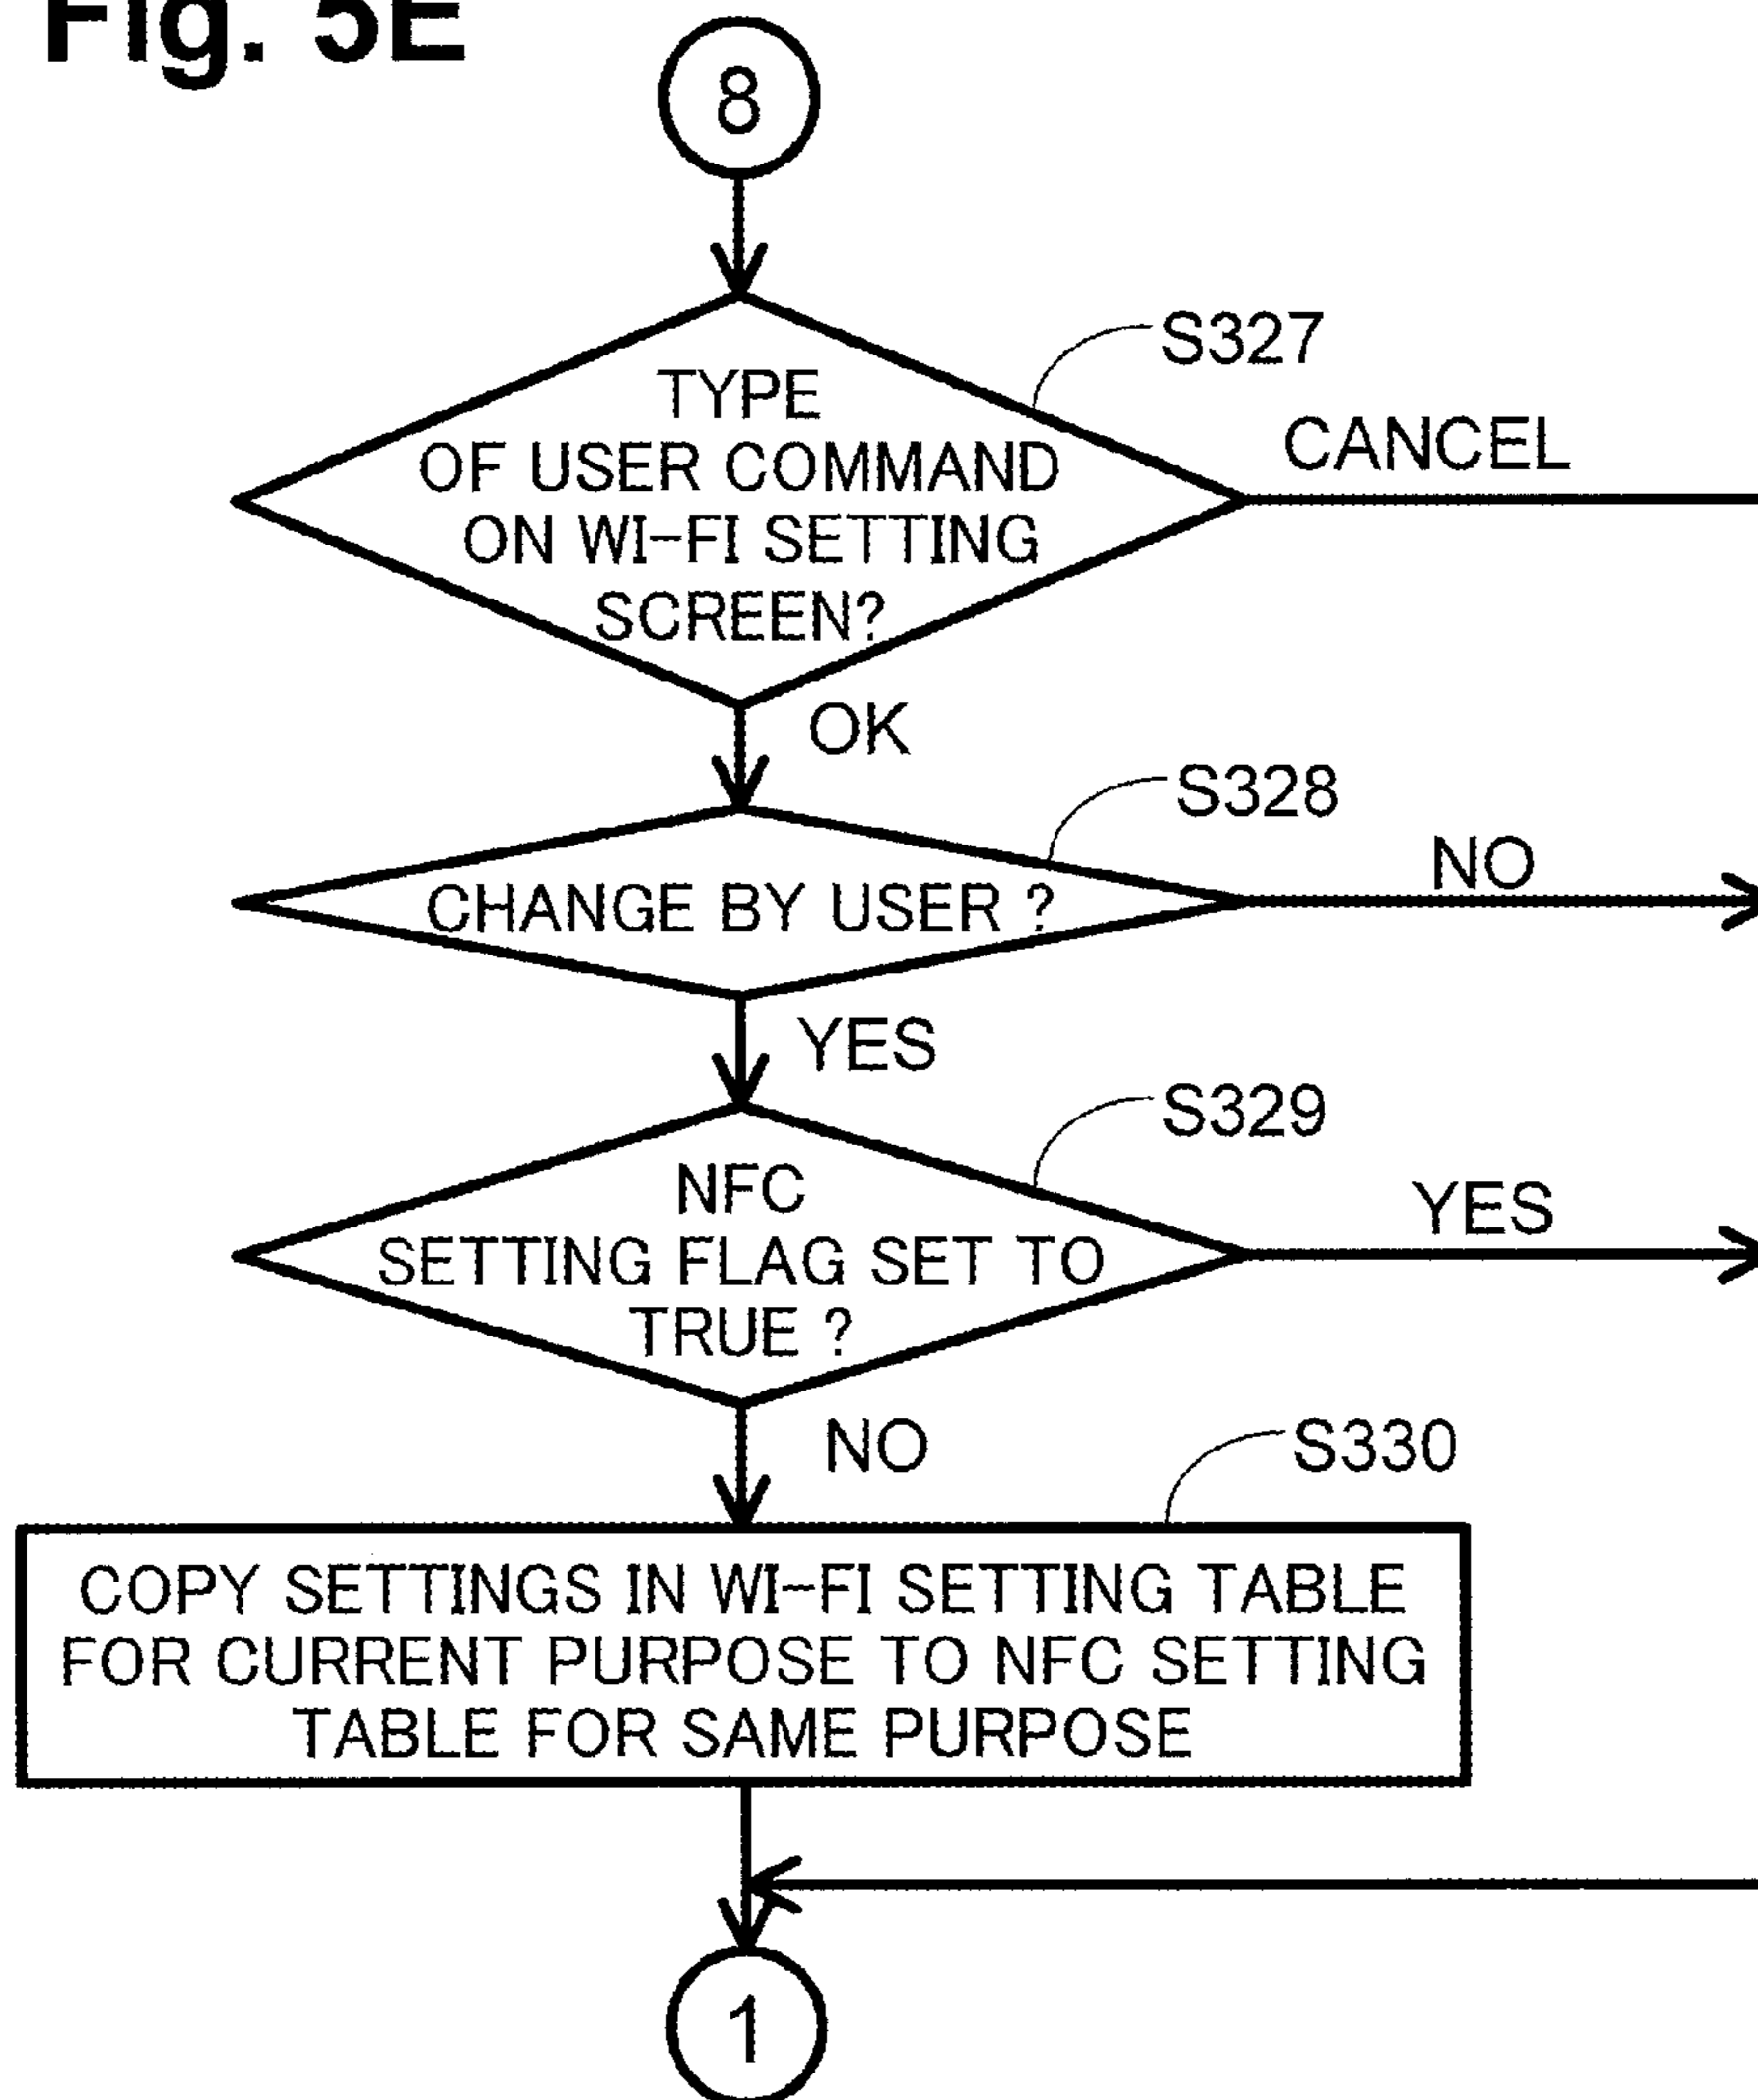 Fig. 5E
8
S327
TYPE
OF USER COMMAND
ON WI-FI SETTING
SCREEN?
CANCEL
OK
S328
CHANGE BY USER ?
NO
YES
S329
NFC
SETTING FLAG SET TO
TRUE ?
YES
NO
S330
COPY SETTINGS IN WI-FI SETTING TABLE
FOR CURRENT PURPOSE TO NFC SETTING
TABLE FOR SAME PURPOSE
1